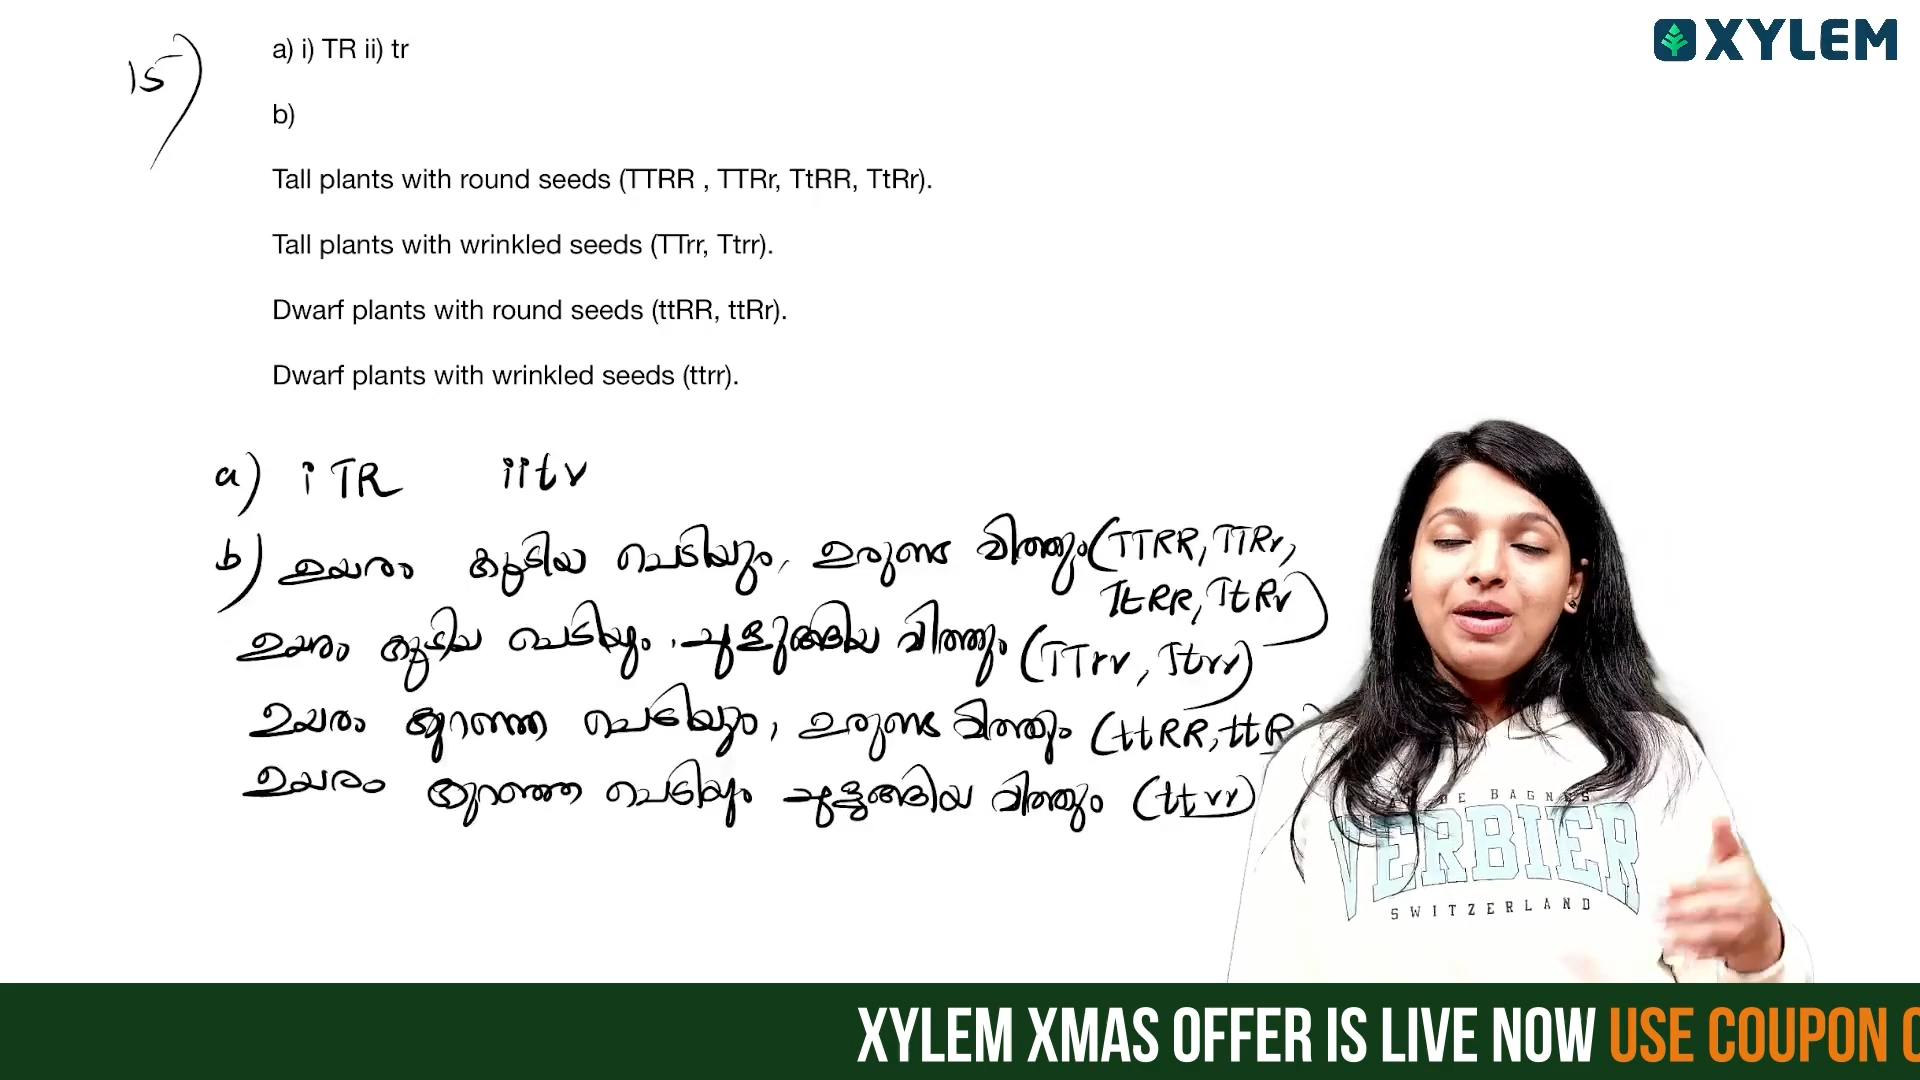 XYLEM
15)
a) i) TR ii) tr
b)
Tall plants with round seeds (TTRR , TTRr, TtRR, TtRr).
Tall plants with wrinkled seeds (TTrr, Ttrr).
Dwarf plants with round seeds (ttRR, ttRr).
Dwarf plants with wrinkled seeds (ttrr).
a) i TR ii tr
b) ഉയരം കൂടിയ ചെടിയും, ഉരുണ്ട വിത്തും (TTRR, TTRr,
TtRR, TtRr)
ഉയരം കൂടിയ ചെടിയും, ചുളുങ്ങിയ വിത്തും (TTrr, Ttrr)
ഉയരം കുറഞ്ഞ ചെടിയും, ഉരുണ്ട വിത്തും (ttRR, ttR
ഉയരം കുറഞ്ഞ ചെടിയും ചുളുങ്ങിയ വിത്തും (ttrr)
DE BAGNES
VERBIER
SWITZERLAND
XYLEM XMAS OFFER IS LIVE NOW USE COUPON